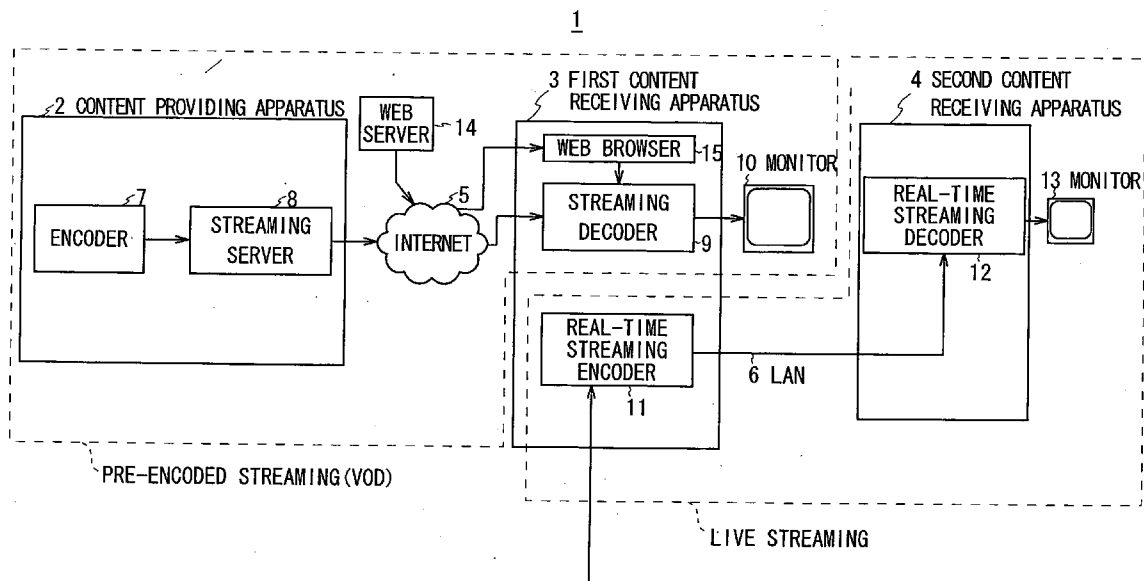 1
2 CONTENT PROVIDING APPARATUS
7
ENCODER
8
STREAMING
SERVER
WEB
SERVER
14
5
INTERNET
3 FIRST CONTENT
RECEIVING APPARATUS
WEB BROWSER
15
STREAMING
DECODER
9
10 MONITOR
4 SECOND CONTENT
RECEIVING APPARATUS
REAL-TIME
STREAMING
DECODER
12
13 MONITOR
REAL-TIME
STREAMING
ENCODER
11
6 LAN
PRE-ENCODED STREAMING(VOD)
LIVE STREAMING